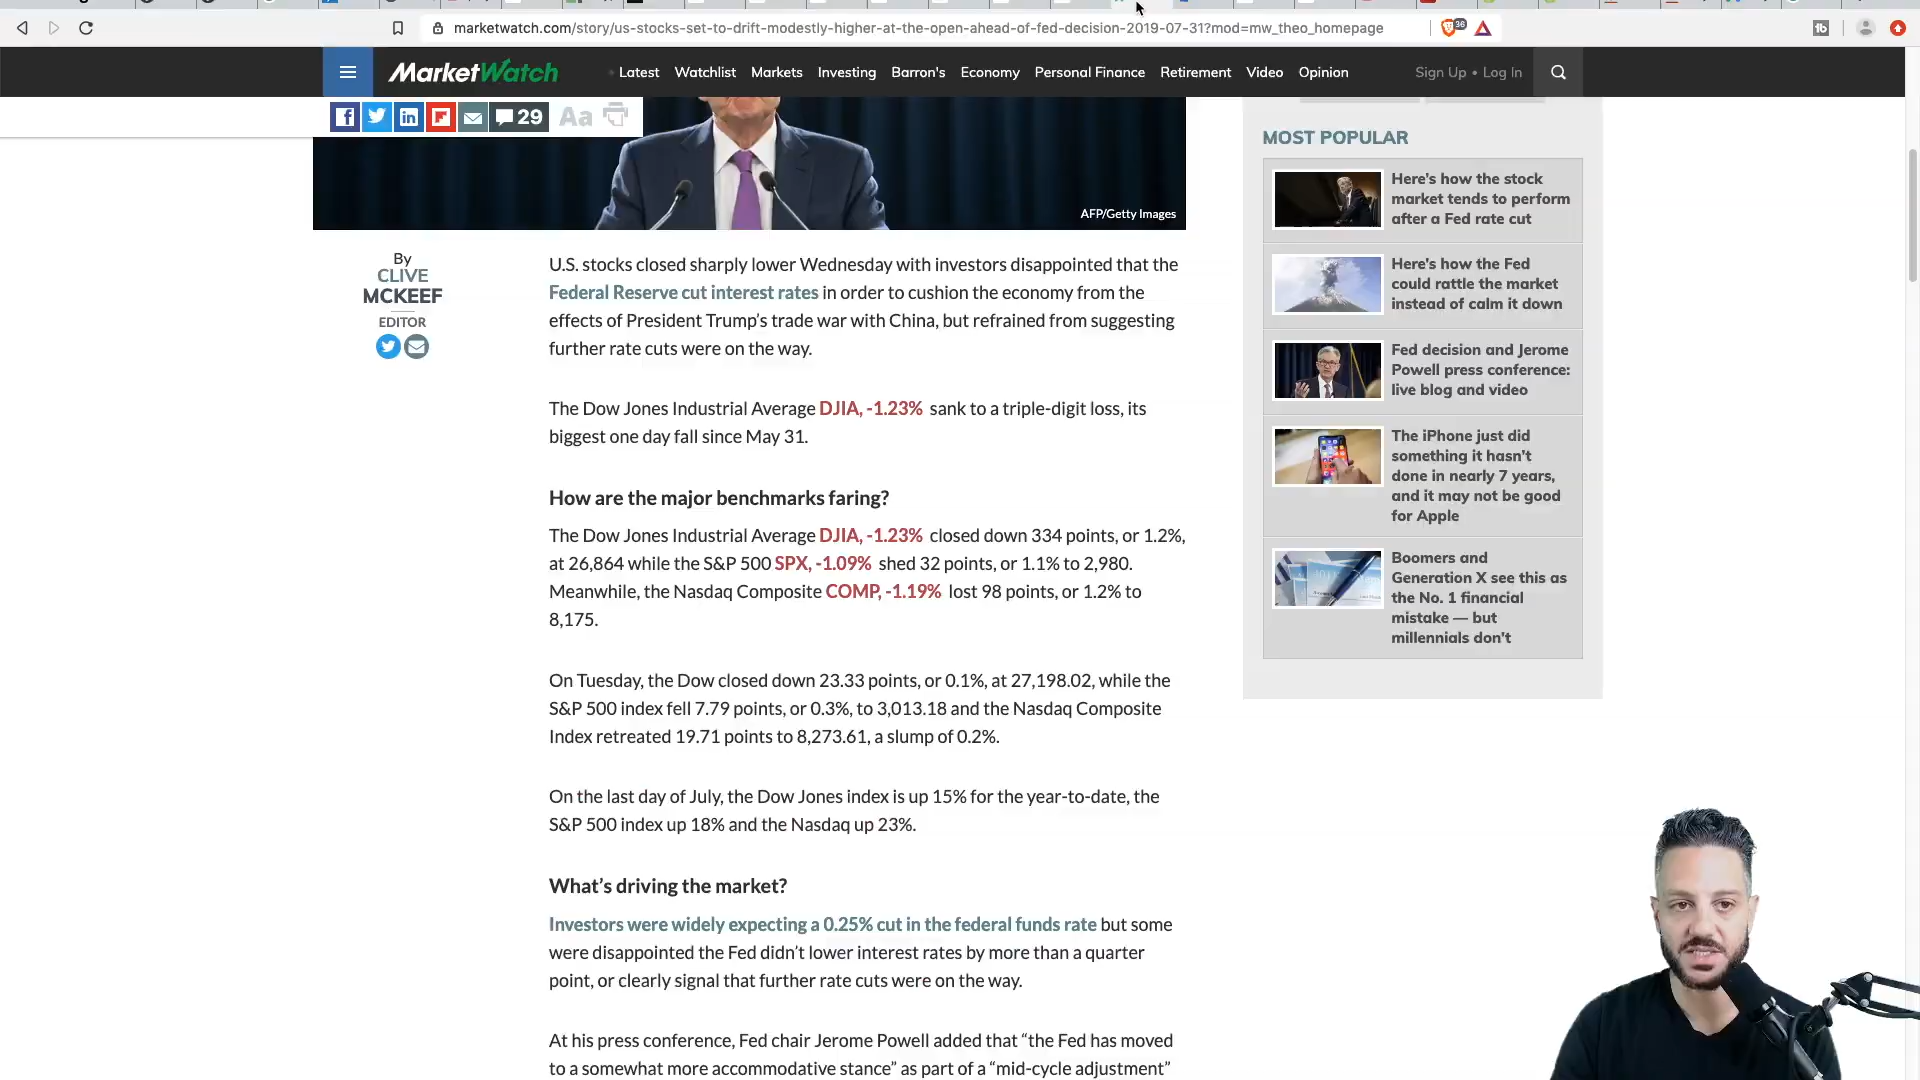 marketwatch.com/story/us-stocks-set-to-drift-modestly-higher-at-the-open-ahead-of-fed-decision-2019-07-31?mod=mw_theo_homepage
36
MarketWatch
Latest Watchlist Markets Investing Barron's Economy Personal Finance Retirement Video Opinion
Sign Up • Log In
29
Aa
AFP/Getty Images
By
CLIVE
MCKEEF
EDITOR
U.S. stocks closed sharply lower Wednesday with investors disappointed that the
Federal Reserve cut interest rates in order to cushion the economy from the
effects of President Trump's trade war with China, but refrained from suggesting
further rate cuts were on the way.
The Dow Jones Industrial Average DJIA, -1.23% sank to a triple-digit loss, its
biggest one day fall since May 31.
How are the major benchmarks faring?
The Dow Jones Industrial Average DJIA, -1.23% closed down 334 points, or 1.2%,
at 26,864 while the S&P 500 SPX, -1.09% shed 32 points, or 1.1% to 2,980.
Meanwhile, the Nasdaq Composite COMP, -1.19% lost 98 points, or 1.2% to
8,175.
On Tuesday, the Dow closed down 23.33 points, or 0.1%, at 27,198.02, while the
S&P 500 index fell 7.79 points, or 0.3%, to 3,013.18 and the Nasdaq Composite
Index retreated 19.71 points to 8,273.61, a slump of 0.2%.
On the last day of July, the Dow Jones index is up 15% for the year-to-date, the
S&P 500 index up 18% and the Nasdaq up 23%.
What's driving the market?
Investors were widely expecting a 0.25% cut in the federal funds rate but some
were disappointed the Fed didn't lower interest rates by more than a quarter
point, or clearly signal that further rate cuts were on the way.
At his press conference, Fed chair Jerome Powell added that “the Fed has moved
to a somewhat more accommodative stance” as part of a “mid-cycle adjustment”
MOST POPULAR
Here's how the stock
market tends to perform
after a Fed rate cut
Here's how the Fed
could rattle the market
instead of calm it down
Fed decision and Jerome
Powell press conference:
live blog and video
The iPhone just did
something it hasn't
done in nearly 7 years,
and it may not be good
for Apple
Boomers and
Generation X see this as
the No. 1 financial
mistake — but
millennials don't